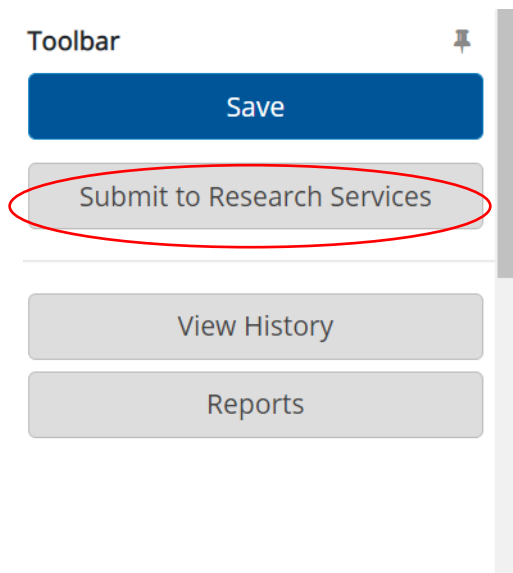 Toolbar
Save
Submit to Research Services
View History
Reports